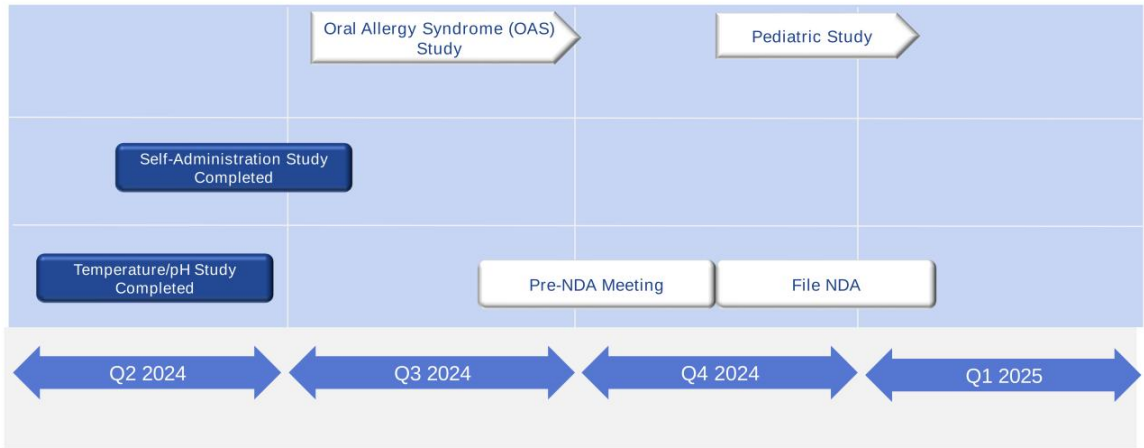 Oral Allergy Syndrome (OAS)
Study
Pediatric Study
Self-Administration Study
Completed
Temperature/pH Study
Completed
Pre-NDA Meeting
File NDA
Q2 2024
Q3 2024
Q4 2024
Q1 2025